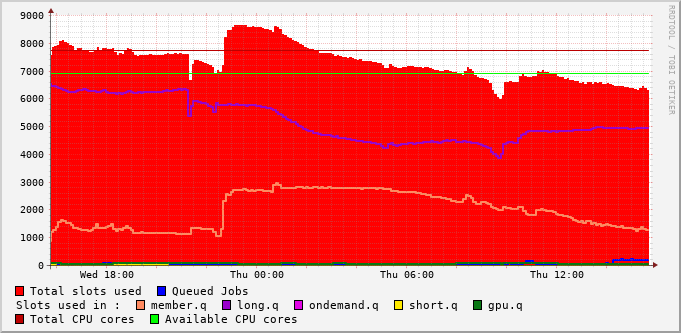 9000
8000
7000
6000
5000
4000
3000
2000
1000
0
Wed 18:00 Thu 00:00 Thu 06:00 Thu 12:00
RRDTOOL / TOBI OETIKER
Total slots used Queued Jobs
Slots used in : member.q long.q ondemand.q short.q gpu.q
Total CPU cores Available CPU cores